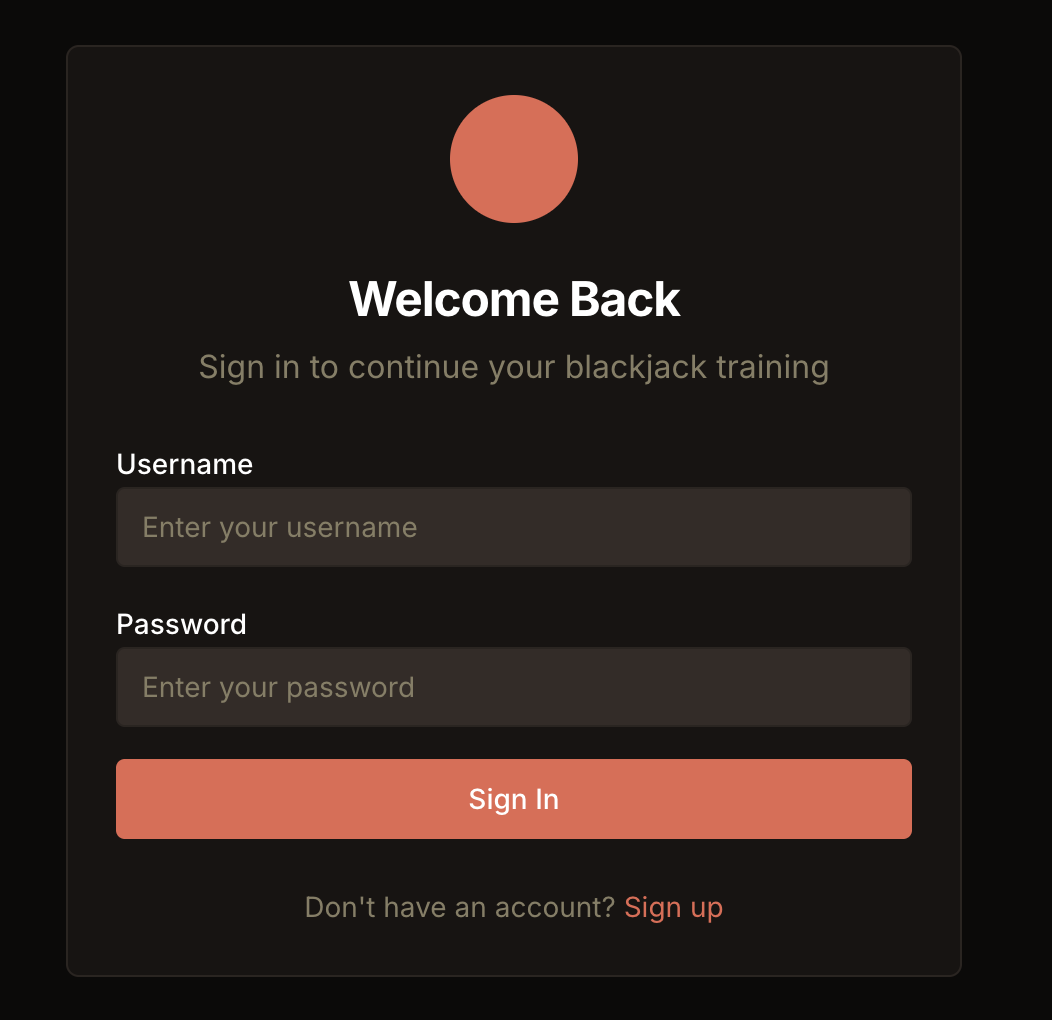 Welcome Back
Sign in to continue your blackjack training
Username
Enter your username
Password
Enter your password
Sign In
Don't have an account? Sign up